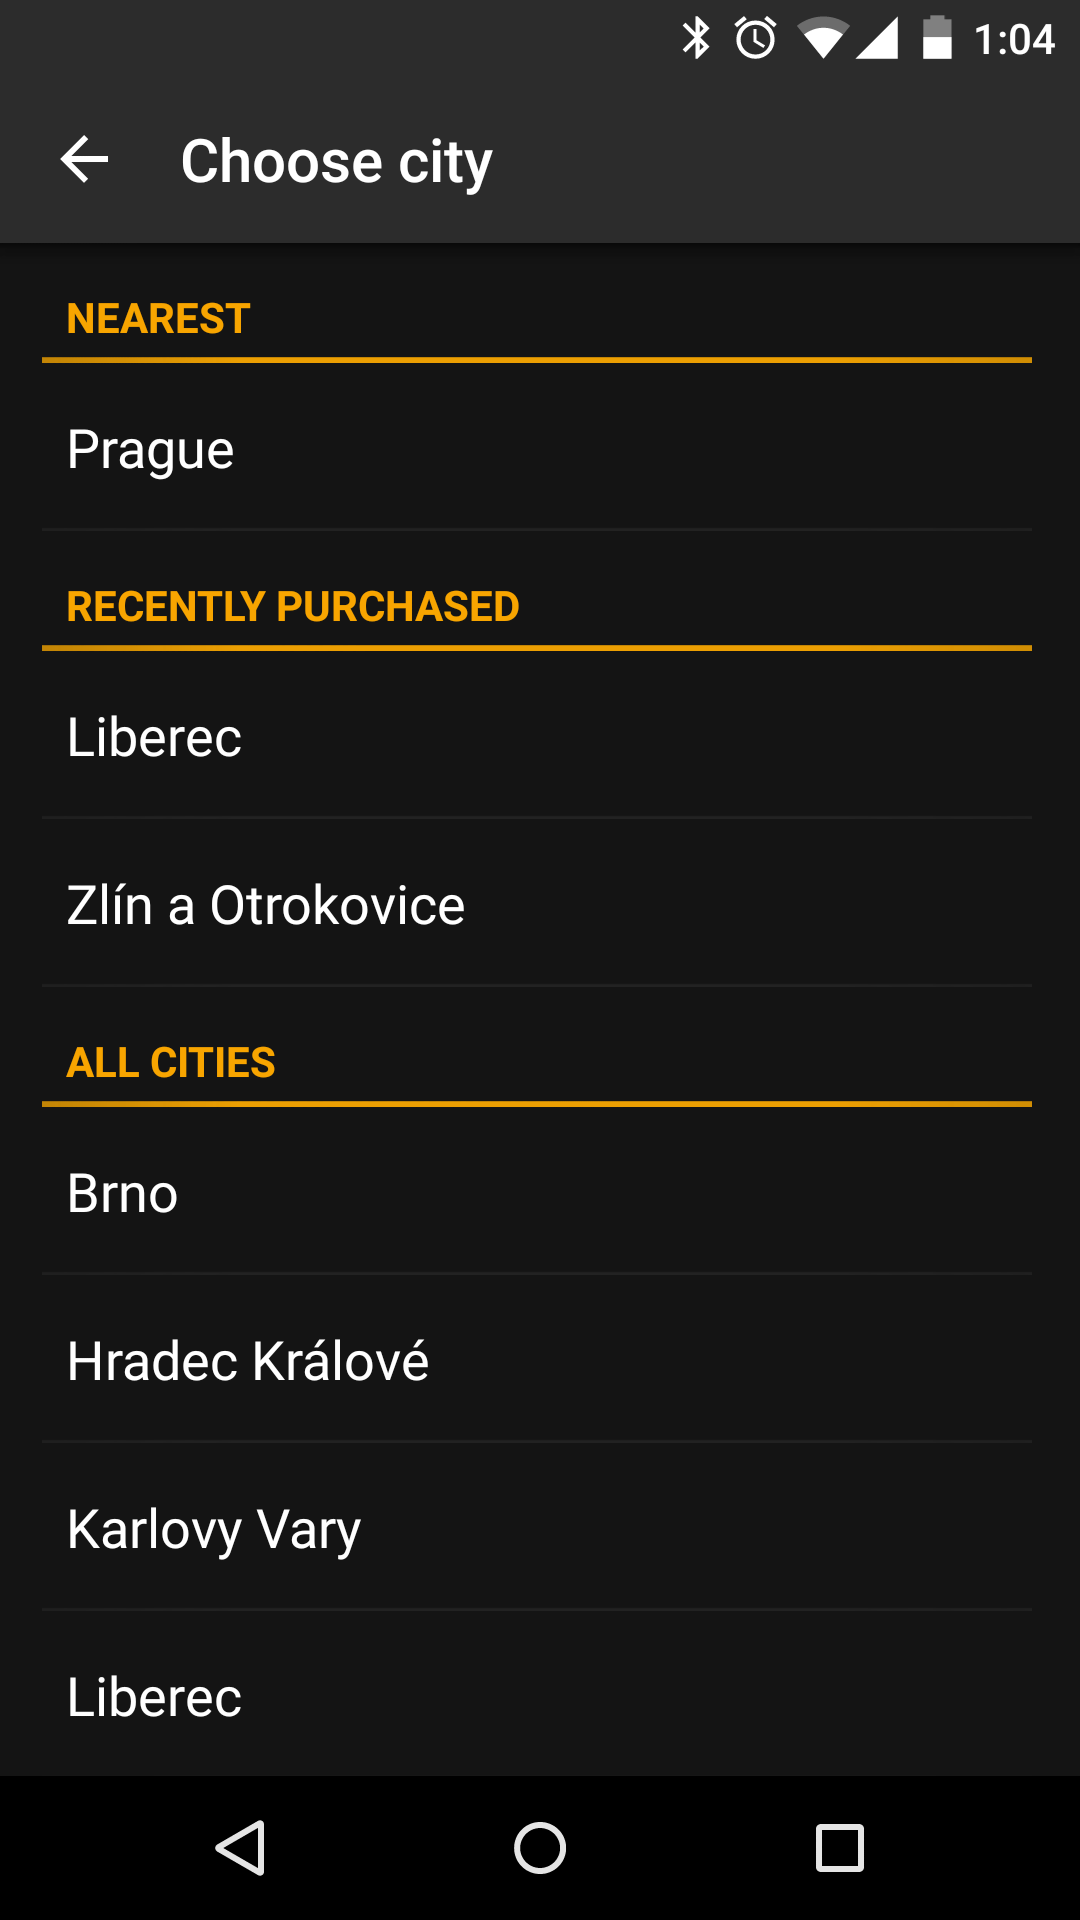 1:04
Choose city
NEAREST
Prague
RECENTLY PURCHASED
Liberec
Zlín a Otrokovice
ALL CITIES
Brno
Hradec Králové
Karlovy Vary
Liberec